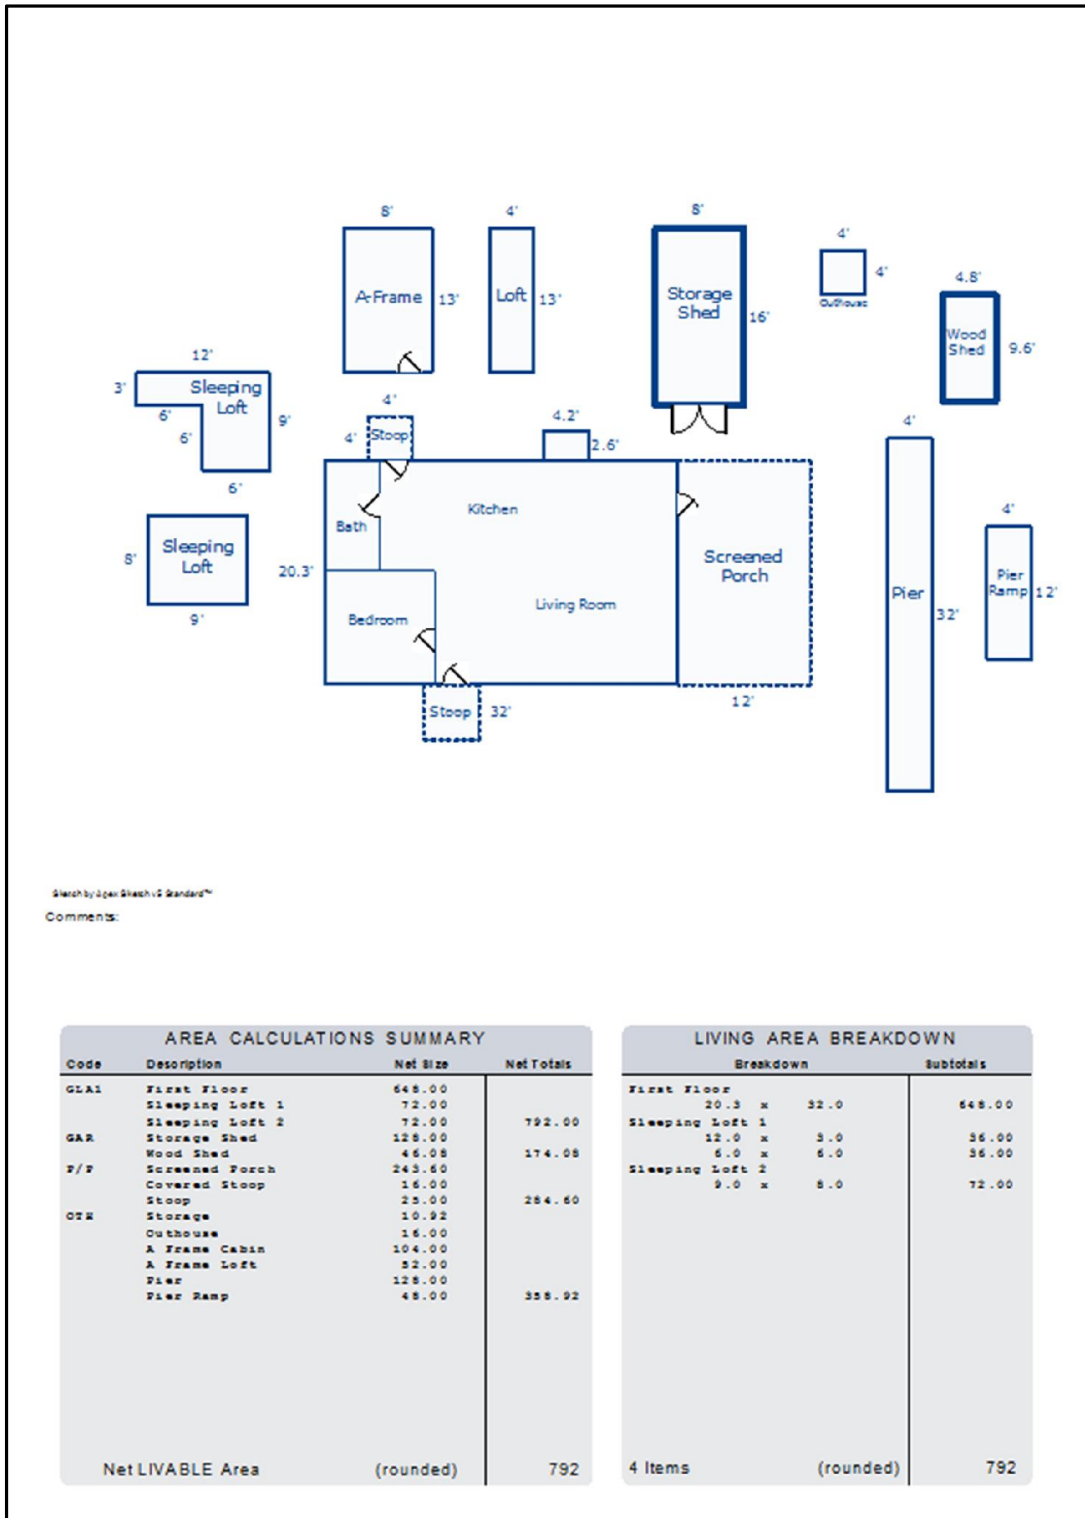 8'
4'
8'
4'
4'
Outhouse
4.8'
A-Frame
13'
Loft
13'
Storage
Shed
16'
Wood
Shed
9.6'
12'
3'
Sleeping
Loft
9'
6'
6'
6'
4'
4'
Stoop
4.2'
2.6'
4'
Bath
Kitchen
Sleeping
Loft
8'
9'
20.3'
Screened
Porch
4'
Pier
Ramp
12'
Pier
32'
Bedroom
Living Room
Stoop
32'
12'
Sketch by Apex Sketch v5 Standard™
Comments:
AREA CALCULATIONS SUMMARY
Code Description Net Size Net Totals
GLA1 First Floor 648.00
Sleeping Loft 1 72.00
Sleeping Loft 2 72.00 792.00
GAR Storage Shed 128.00
Wood Shed 46.08 174.08
P/P Screened Porch 243.60
Covered Stoop 16.00
Stoop 25.00 284.60
OTH Storage 10.92
Outhouse 16.00
A Frame Cabin 104.00
A Frame Loft 52.00
Pier 128.00
Pier Ramp 48.00 358.92
Net LIVABLE Area (rounded) 792
LIVING AREA BREAKDOWN
Breakdown Subtotals
First Floor
20.3 x 32.0 648.00
Sleeping Loft 1
12.0 x 3.0 36.00
6.0 x 6.0 36.00
Sleeping Loft 2
9.0 x 8.0 72.00
4 Items (rounded) 792